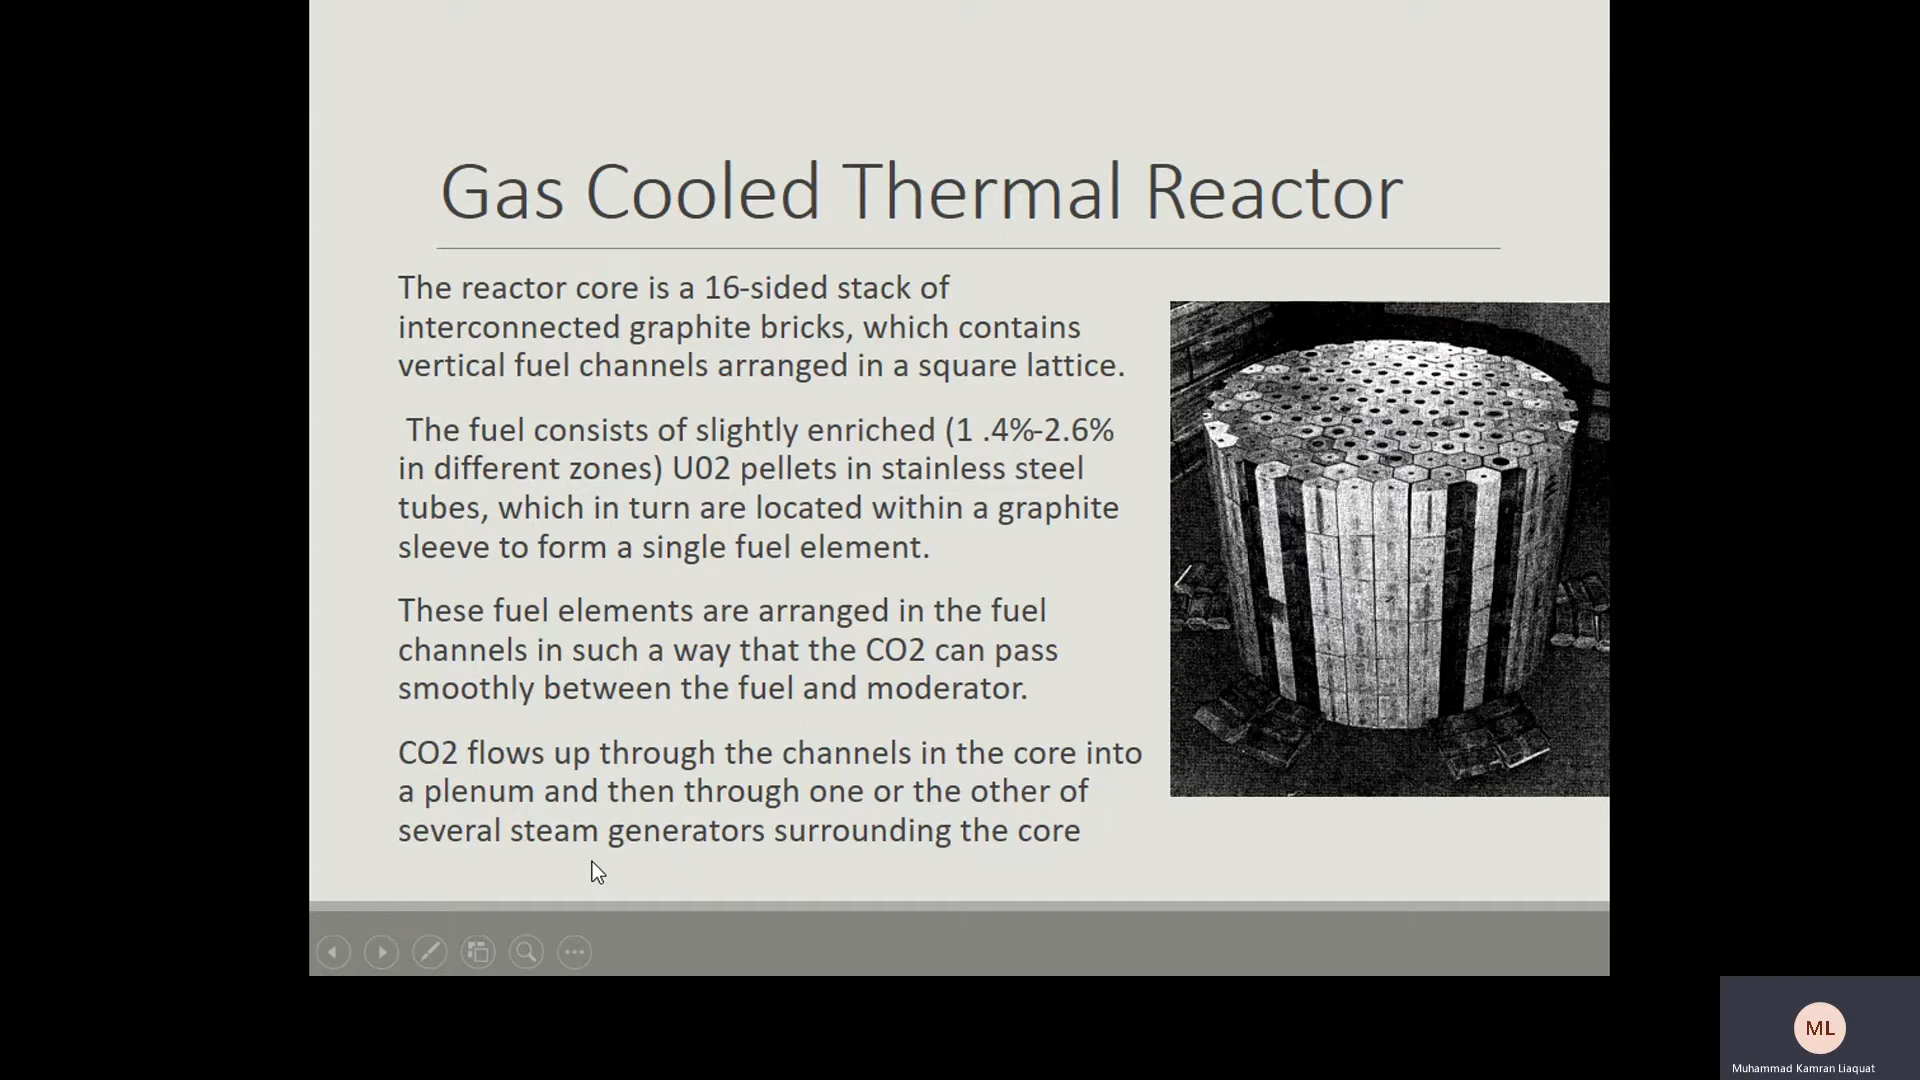 Gas Cooled Thermal Reactor
The reactor core is a 16-sided stack of
interconnected graphite bricks, which contains
vertical fuel channels arranged in a square lattice.
The fuel consists of slightly enriched (1 .4%-2.6%
in different zones) U02 pellets in stainless steel
tubes, which in turn are located within a graphite
sleeve to form a single fuel element.
These fuel elements are arranged in the fuel
channels in such a way that the CO2 can pass
smoothly between the fuel and moderator.
CO2 flows up through the channels in the core into
a plenum and then through one or the other of
several steam generators surrounding the core
ML
Muhammad Kamran Liaquat